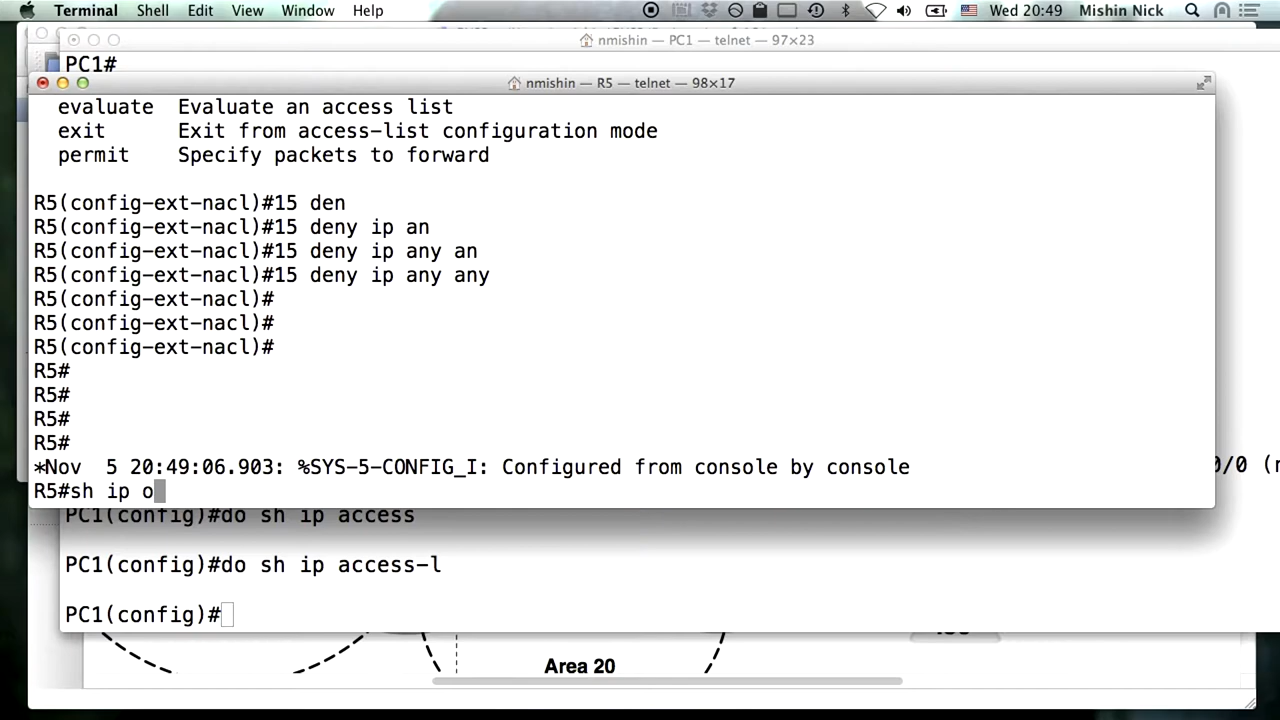 Terminal Shell Edit View Window Help Wed 20:49 Mishin Nick
nmishin — PC1 — telnet — 97×23
PC1#
nmishin — R5 — telnet — 98×17
evaluate Evaluate an access list
exit Exit from access-list configuration mode
permit Specify packets to forward
R5(config-ext-nacl)#15 den
R5(config-ext-nacl)#15 deny ip an
R5(config-ext-nacl)#15 deny ip any an
R5(config-ext-nacl)#15 deny ip any any
R5(config-ext-nacl)#
R5(config-ext-nacl)#
R5(config-ext-nacl)#
R5#
R5#
R5#
R5#
*Nov 5 20:49:06.903: %SYS-5-CONFIG_I: Configured from console by console
R5#sh ip o
PC1(config)#do sh ip access
PC1(config)#do sh ip access-l
PC1(config)#
Area 20